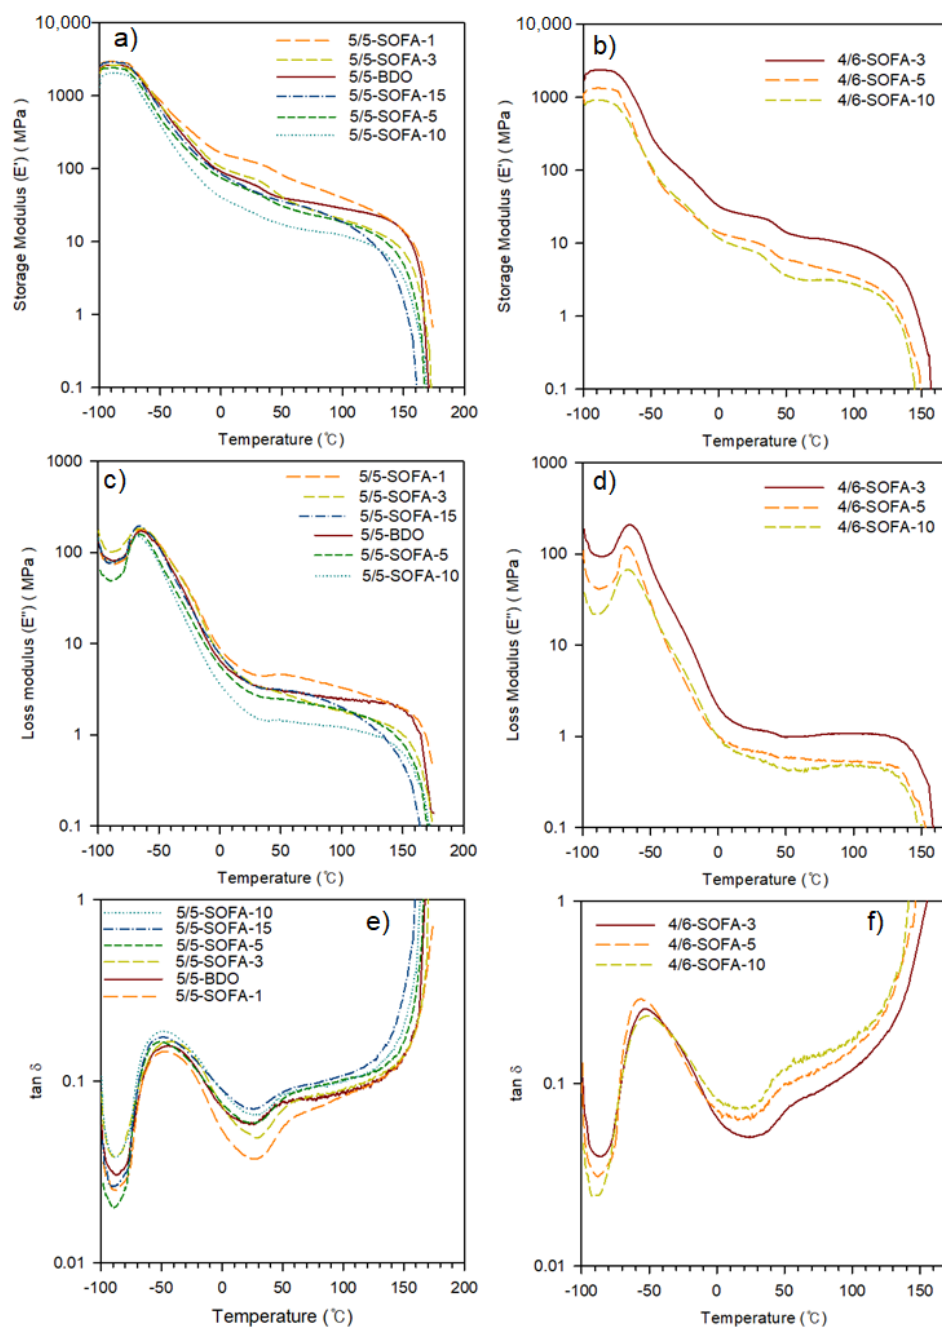 a)
10,000
1000
100
10
1
0.1
Storage Modulus (E') ( MPa)
5/5-SOFA-1
5/5-SOFA-3
5/5-BDO
5/5-SOFA-15
5/5-SOFA-5
5/5-SOFA-10
-100 -50 0 50 100 150 200
Temperature (℃)
b)
10,000
1000
100
10
1
0.1
Storage Modulus (E') ( MPa)
4/6-SOFA-3
4/6-SOFA-5
4/6-SOFA-10
-100 -50 0 50 100 150
Temperature (℃)
c)
1000
100
10
1
0.1
Loss modulus (E") ( MPa)
5/5-SOFA-1
5/5-SOFA-3
5/5-SOFA-15
5/5-BDO
5/5-SOFA-5
5/5-SOFA-10
-100 -50 0 50 100 150 200
Temperature (℃)
d)
1000
100
10
1
0.1
Loss Modulus (E") ( MPa)
4/6-SOFA-3
4/6-SOFA-5
4/6-SOFA-10
-100 -50 0 50 100 150
Temperature (℃)
e)
1
0.1
0.01
tan δ
5/5-SOFA-10
5/5-SOFA-15
5/5-SOFA-5
5/5-SOFA-3
5/5-BDO
5/5-SOFA-1
-100 -50 0 50 100 150 200
Temperature (℃)
f)
1
0.1
0.01
tan δ
4/6-SOFA-3
4/6-SOFA-5
4/6-SOFA-10
-100 -50 0 50 100 150
Temperature (℃)